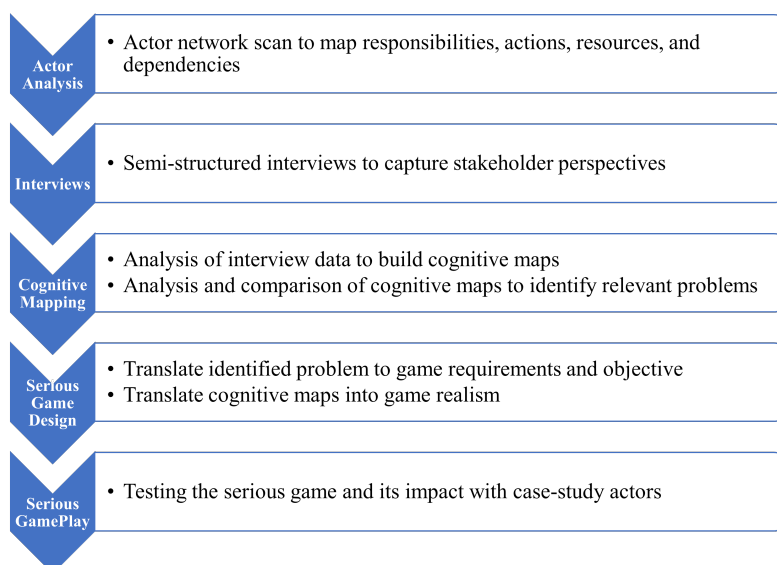 Actor
Analysis
• Actor network scan to map responsibilities, actions, resources, and
dependencies
Interviews
• Semi-structured interviews to capture stakeholder perspectives
Cognitive
Mapping
• Analysis of interview data to build cognitive maps
• Analysis and comparison of cognitive maps to identify relevant problems
Serious
Game
Design
• Translate identified problem to game requirements and objective
• Translate cognitive maps into game realism
Serious
GamePlay
• Testing the serious game and its impact with case-study actors